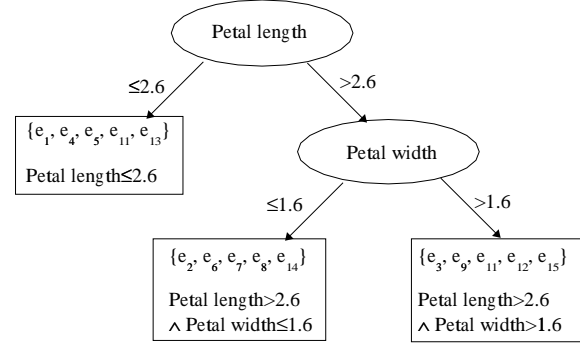 Petal length
≤2.6
>2.6
{e₁, e₄, e₅, e₁₁, e₁₃}
Petal length≤2.6
Petal width
≤1.6
>1.6
{e₂, e₆, e₇, e₈, e₁₄}
Petal length>2.6
∧ Petal width≤1.6
{e₃, e₉, e₁₁, e₁₂, e₁₅}
Petal length>2.6
∧ Petal width>1.6